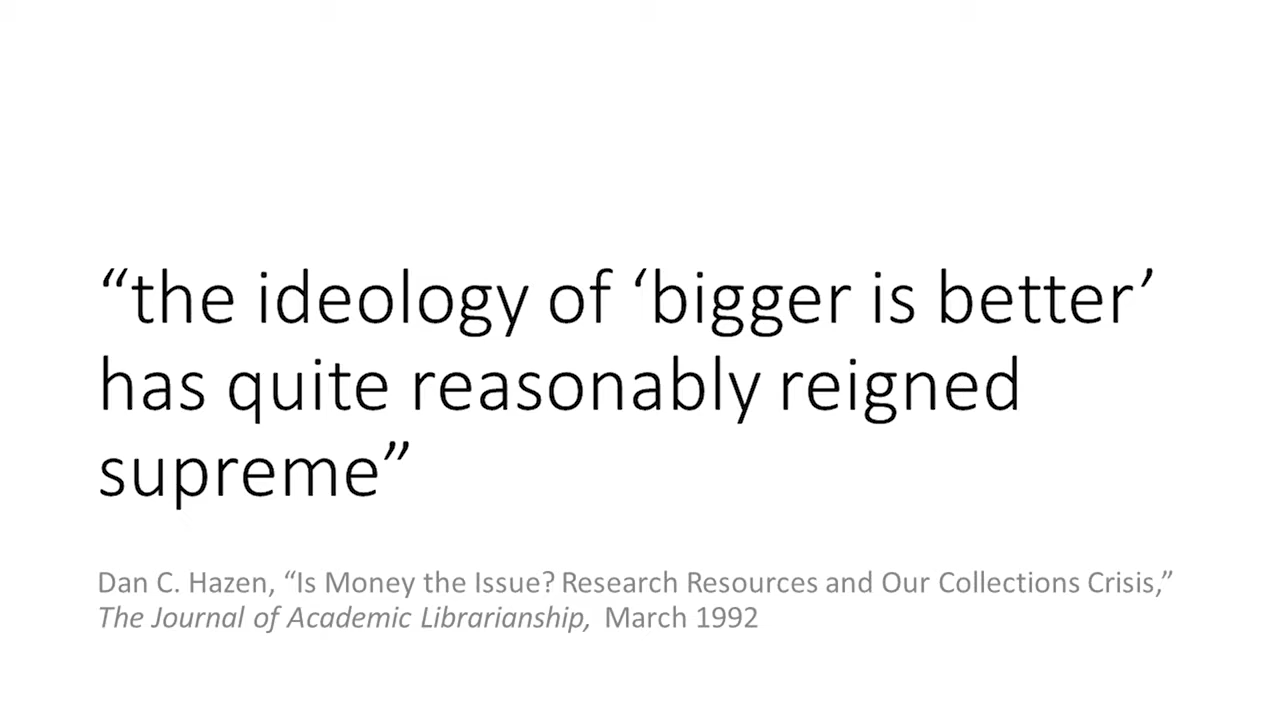 “the ideology of ‘bigger is better’
has quite reasonably reigned
supreme”
Dan C. Hazen, “Is Money the Issue? Research Resources and Our Collections Crisis,”
The Journal of Academic Librarianship, March 1992